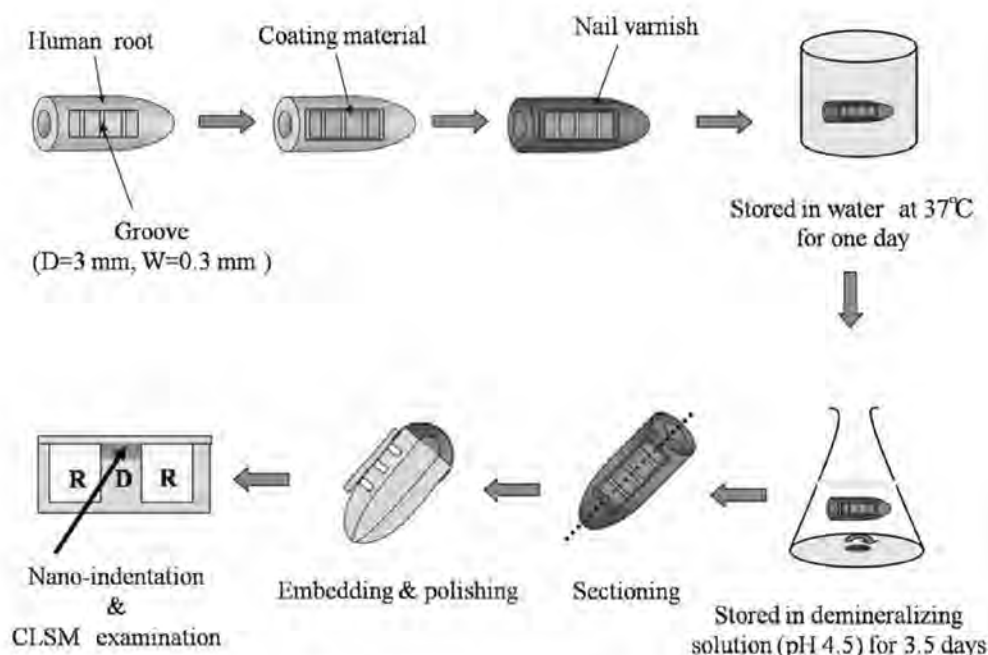 Human root
Coating material
Nail varnish
Groove
(D=3 mm, W=0.3 mm )
Stored in water at 37°C
for one day
Stored in demineralizing
solution (pH 4.5) for 3.5 days
Sectioning
Embedding & polishing
R D R
Nano-indentation
&
CLSM examination